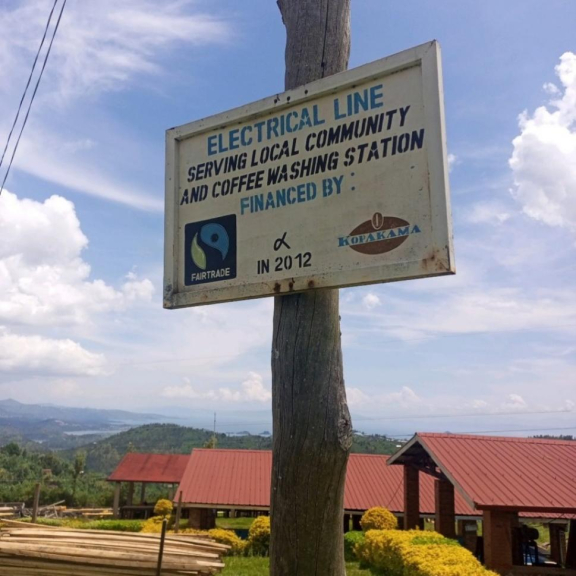 ELECTRICAL LINE
SERVING LOCAL COMMUNITY
AND COFFEE WASHING STATION
FINANCED BY :
FAIRTRADE
&
IN 2012
KOPAKAMA